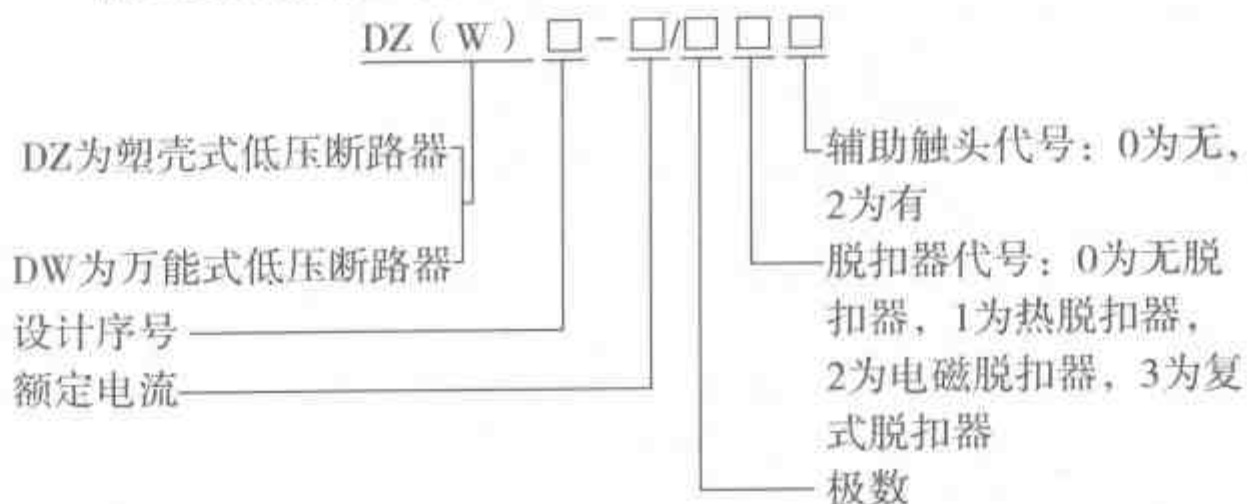 DZ（W）□－□/□ □ □
DZ为塑壳式低压断路器
DW为万能式低压断路器
设计序号
额定电流
辅助触头代号：0为无，
2为有
脱扣器代号：0为无脱
扣器，1为热脱扣器，
2为电磁脱扣器，3为复
式脱扣器
极数